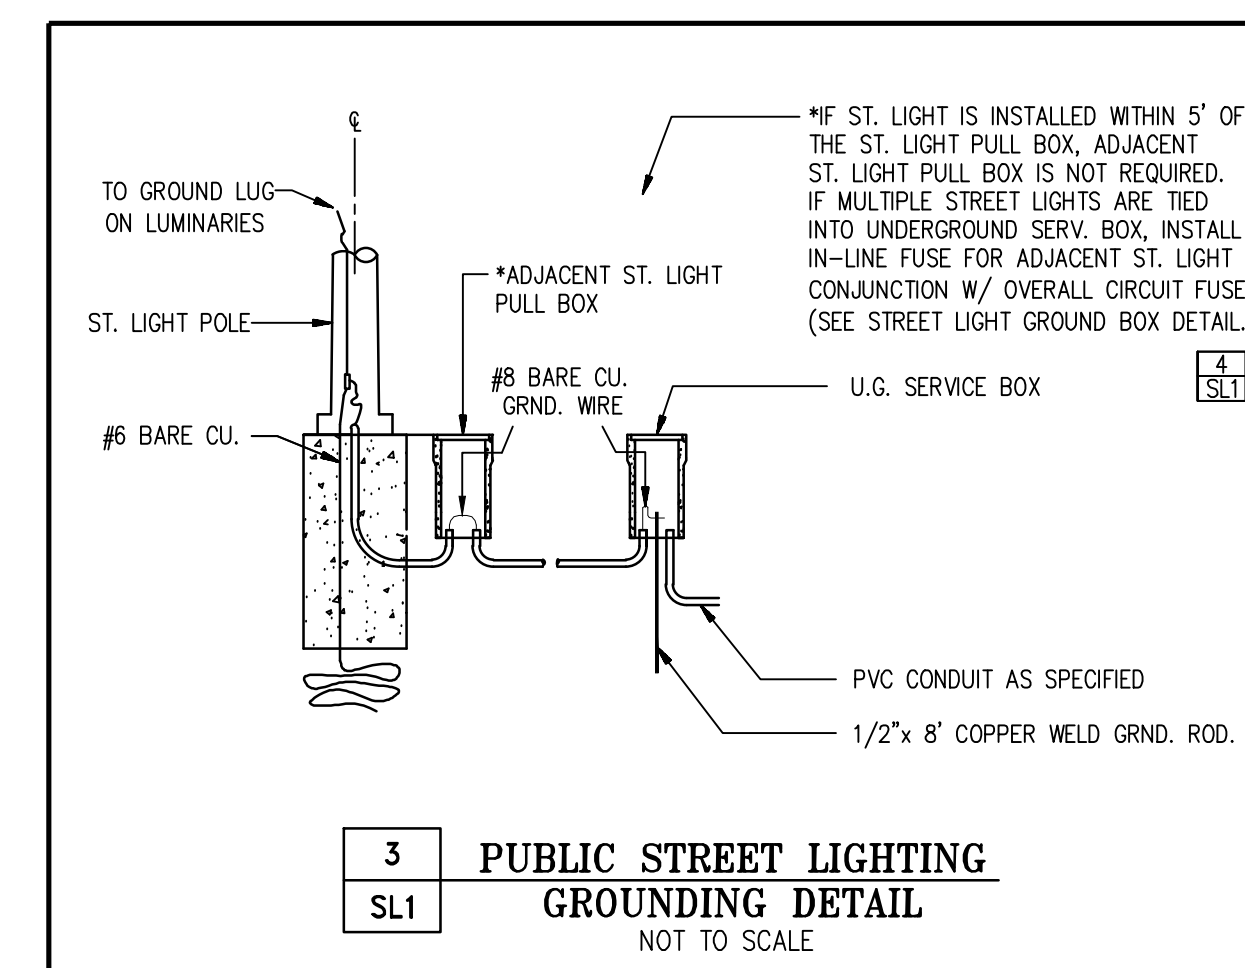 ℄
*IF ST. LIGHT IS INSTALLED WITHIN 5' OF
THE ST. LIGHT PULL BOX, ADJACENT
ST. LIGHT PULL BOX IS NOT REQUIRED.
IF MULTIPLE STREET LIGHTS ARE TIED
INTO UNDERGROUND SERV. BOX, INSTALL
IN-LINE FUSE FOR ADJACENT ST. LIGHT
CONJUNCTION W/ OVERALL CIRCUIT FUSE
(SEE STREET LIGHT GROUND BOX DETAIL.
4
SL1
TO GROUND LUG
ON LUMINARIES
*ADJACENT ST. LIGHT
PULL BOX
ST. LIGHT POLE
#8 BARE CU.
GRND. WIRE
U.G. SERVICE BOX
#6 BARE CU.
PVC CONDUIT AS SPECIFIED
1/2"x 8' COPPER WELD GRND. ROD.
3
SL1
PUBLIC STREET LIGHTING
GROUNDING DETAIL
NOT TO SCALE